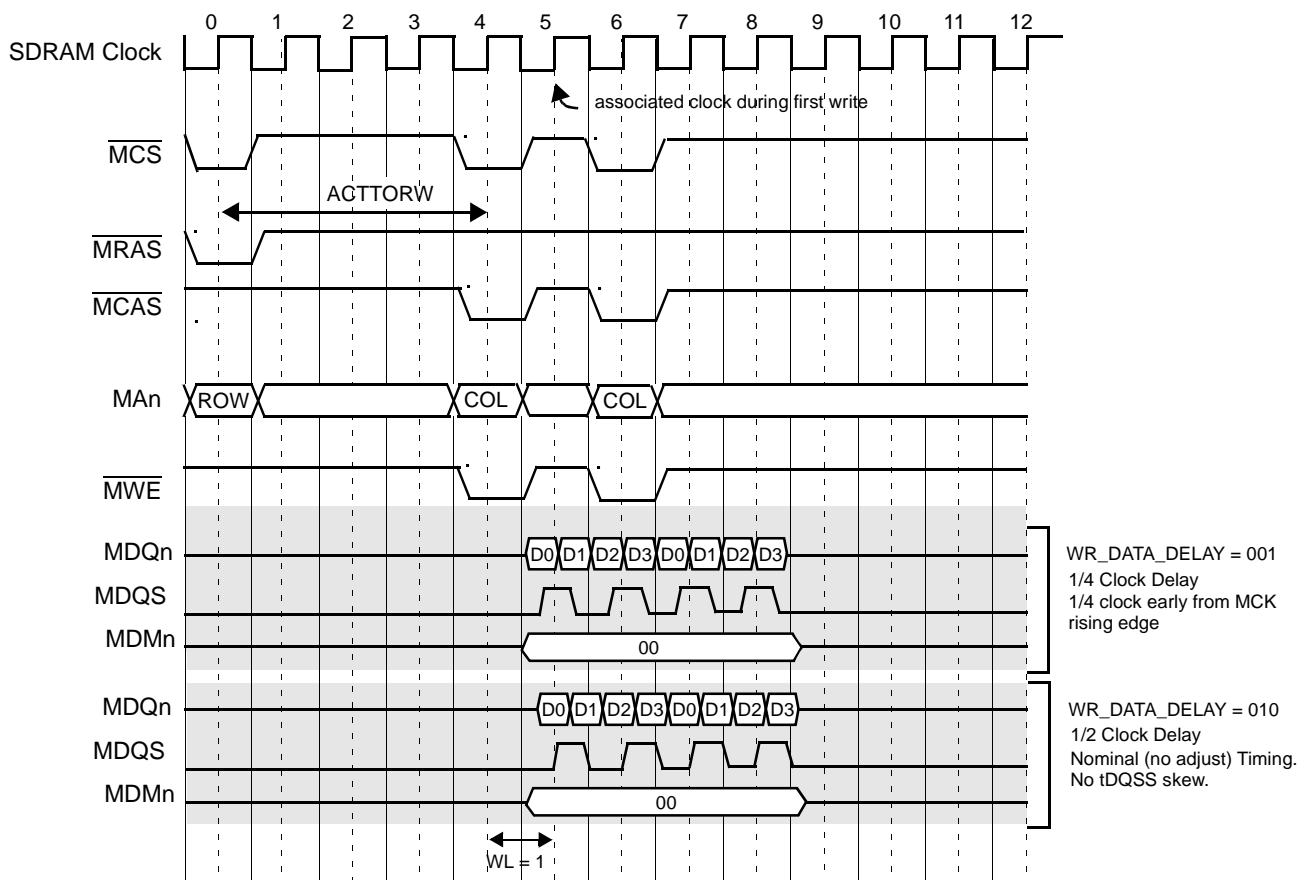 0 1 2 3 4 5 6 7 8 9 10 11 12
SDRAM Clock
associated clock during first write
MCS
ACTTORW
MRAS
MCAS
MAn
ROW COL COL
MWE
MDQn
D0 D1 D2 D3 D0 D1 D2 D3
MDQS
MDMn
00
WR_DATA_DELAY = 001
1/4 Clock Delay
1/4 clock early from MCK
rising edge
MDQn
D0 D1 D2 D3 D0 D1 D2 D3
MDQS
MDMn
00
WR_DATA_DELAY = 010
1/2 Clock Delay
Nominal (no adjust) Timing.
No tDQSS skew.
WL = 1